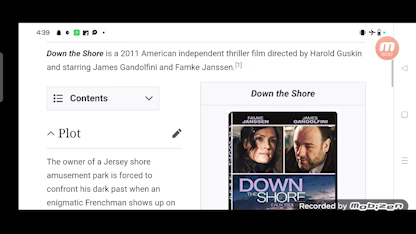 4:39
Down the Shore is a 2011 American independent thriller film directed by Harold Guskin
and starring James Gandolfini and Famke Janssen.[1]
Contents
Down the Shore
Plot
The owner of a Jersey shore
amusement park is forced to
confront his dark past when an
enigmatic Frenchman shows up on
FAMKE JANSSEN
JAMES GANDOLFINI
DOWN
THE
SHORE
Recorded by mobizen